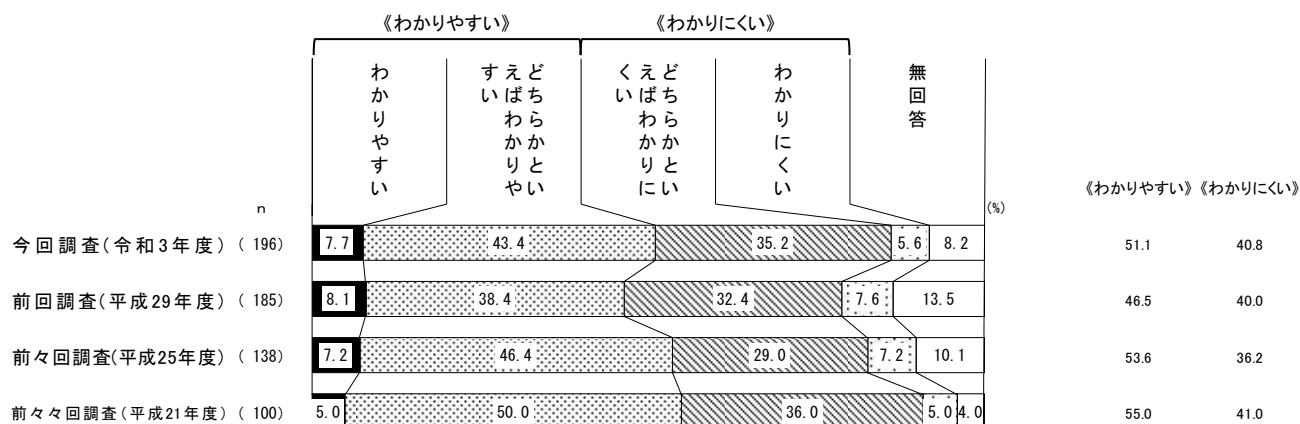 《わかりやすい》 《わかりにくい》
わかりやすい
どちらかとい
えばわかりや
すい
どちらかとい
えばわかりに
くい
わかりにくい
無回答
n (%) 《わかりやすい》 《わかりにくい》
今回調査(令和3年度) ( 196) 7.7 43.4 35.2 5.6 8.2 51.1 40.8
前回調査(平成29年度) ( 185) 8.1 38.4 32.4 7.6 13.5 46.5 40.0
前々回調査(平成25年度) ( 138) 7.2 46.4 29.0 7.2 10.1 53.6 36.2
前々々回調査(平成21年度) ( 100) 5.0 50.0 36.0 5.0 4.0 55.0 41.0